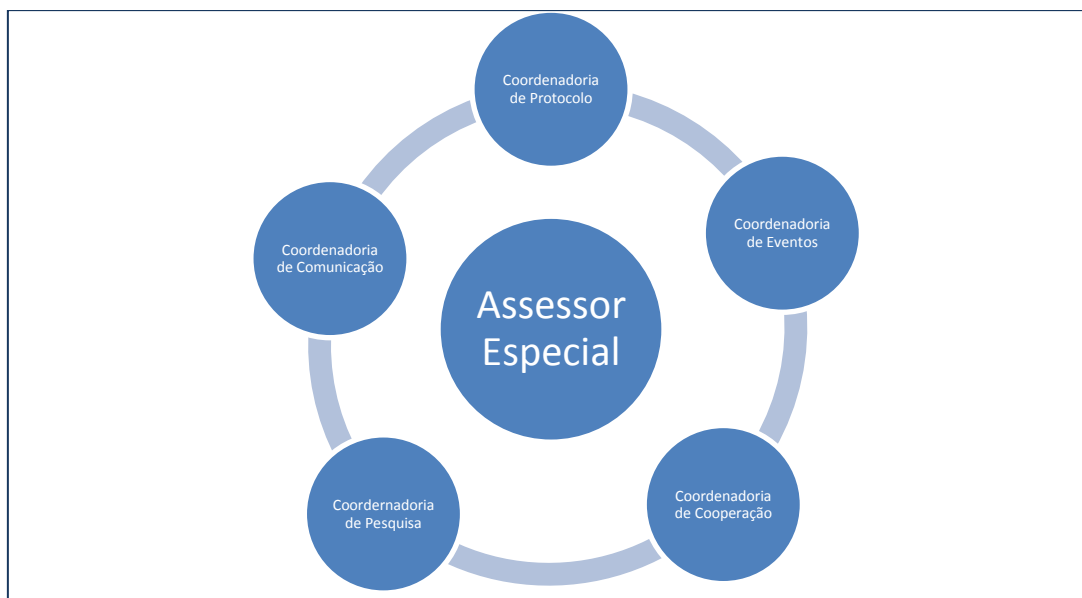 Coordenadoria
de Protocolo
Coordenadoria
de Eventos
Coordenadoria
de Comunicação
Assessor
Especial
Coordernadoria
de Pesquisa
Coordenadoria
de Cooperação